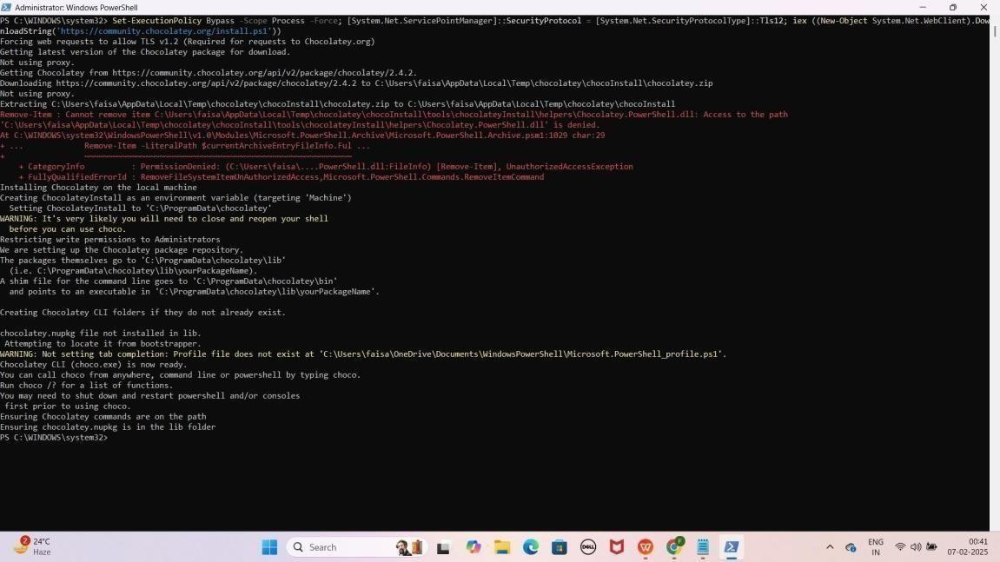 Administrator: Windows PowerShell
PS C:\WINDOWS\system32> Set-ExecutionPolicy Bypass -Scope Process -Force; [System.Net.ServicePointManager]::SecurityProtocol = [System.Net.SecurityProtocolType]::Tls12; iex ((New-Object System.Net.WebClient).Dow
nloadString('https://community.chocolatey.org/install.ps1'))
Forcing web requests to allow TLS v1.2 (Required for requests to Chocolatey.org)
Getting latest version of the Chocolatey package for download.
Not using proxy.
Getting Chocolatey from https://community.chocolatey.org/api/v2/package/chocolatey/2.4.2.
Downloading https://community.chocolatey.org/api/v2/package/chocolatey/2.4.2 to C:\Users\faisa\AppData\Local\Temp\chocolatey\chocoInstall\chocolatey.zip
Not using proxy.
Extracting C:\Users\faisa\AppData\Local\Temp\chocolatey\chocoInstall\chocolatey.zip to C:\Users\faisa\AppData\Local\Temp\chocolatey\chocoInstall
Remove-Item : Cannot remove item C:\Users\faisa\AppData\Local\Temp\chocolatey\chocoInstall\tools\chocolateyInstall\helpers\Chocolatey.PowerShell.dll: Access to the path
'C:\Users\faisa\AppData\Local\Temp\chocolatey\chocoInstall\tools\chocolateyInstall\helpers\Chocolatey.PowerShell.dll' is denied.
At C:\WINDOWS\system32\WindowsPowerShell\v1.0\Modules\Microsoft.PowerShell.Archive\Microsoft.PowerShell.Archive.psm1:1029 char:29
+ ...           Remove-Item -LiteralPath $currentArchiveEntryFileInfo.Ful ...
+               ~~~~~~~~~~~~~~~~~~~~~~~~~~~~~~~~~~~~~~~~~~~~~~~~~~~
    + CategoryInfo          : PermissionDenied: (C:\Users\faisa\....PowerShell.dll:FileInfo) [Remove-Item], UnauthorizedAccessException
    + FullyQualifiedErrorId : RemoveFileSystemItemUnAuthorizedAccess,Microsoft.PowerShell.Commands.RemoveItemCommand
Installing Chocolatey on the local machine
Creating ChocolateyInstall as an environment variable (targeting 'Machine')
  Setting ChocolateyInstall to 'C:\ProgramData\chocolatey'
WARNING: It's very likely you will need to close and reopen your shell
  before you can use choco.
Restricting write permissions to Administrators
We are setting up the Chocolatey package repository.
The packages themselves go to 'C:\ProgramData\chocolatey\lib'
  (i.e. C:\ProgramData\chocolatey\lib\yourPackageName).
A shim file for the command line goes to 'C:\ProgramData\chocolatey\bin'
  and points to an executable in 'C:\ProgramData\chocolatey\lib\yourPackageName'.
Creating Chocolatey CLI folders if they do not already exist.
chocolatey.nupkg file not installed in lib.
 Attempting to locate it from bootstrapper.
WARNING: Not setting tab completion: Profile file does not exist at 'C:\Users\faisa\OneDrive\Documents\WindowsPowerShell\Microsoft.PowerShell_profile.ps1'.
Chocolatey CLI (choco.exe) is now ready.
You can call choco from anywhere, command line or powershell by typing choco.
Run choco /? for a list of functions.
You may need to shut down and restart powershell and/or consoles
 first prior to using choco.
Ensuring Chocolatey commands are on the path
Ensuring chocolatey.nupkg is in the lib folder
PS C:\WINDOWS\system32>
2
24°C
Haze
Search
DELL
F
ENG
IN
00:41
07-02-2025